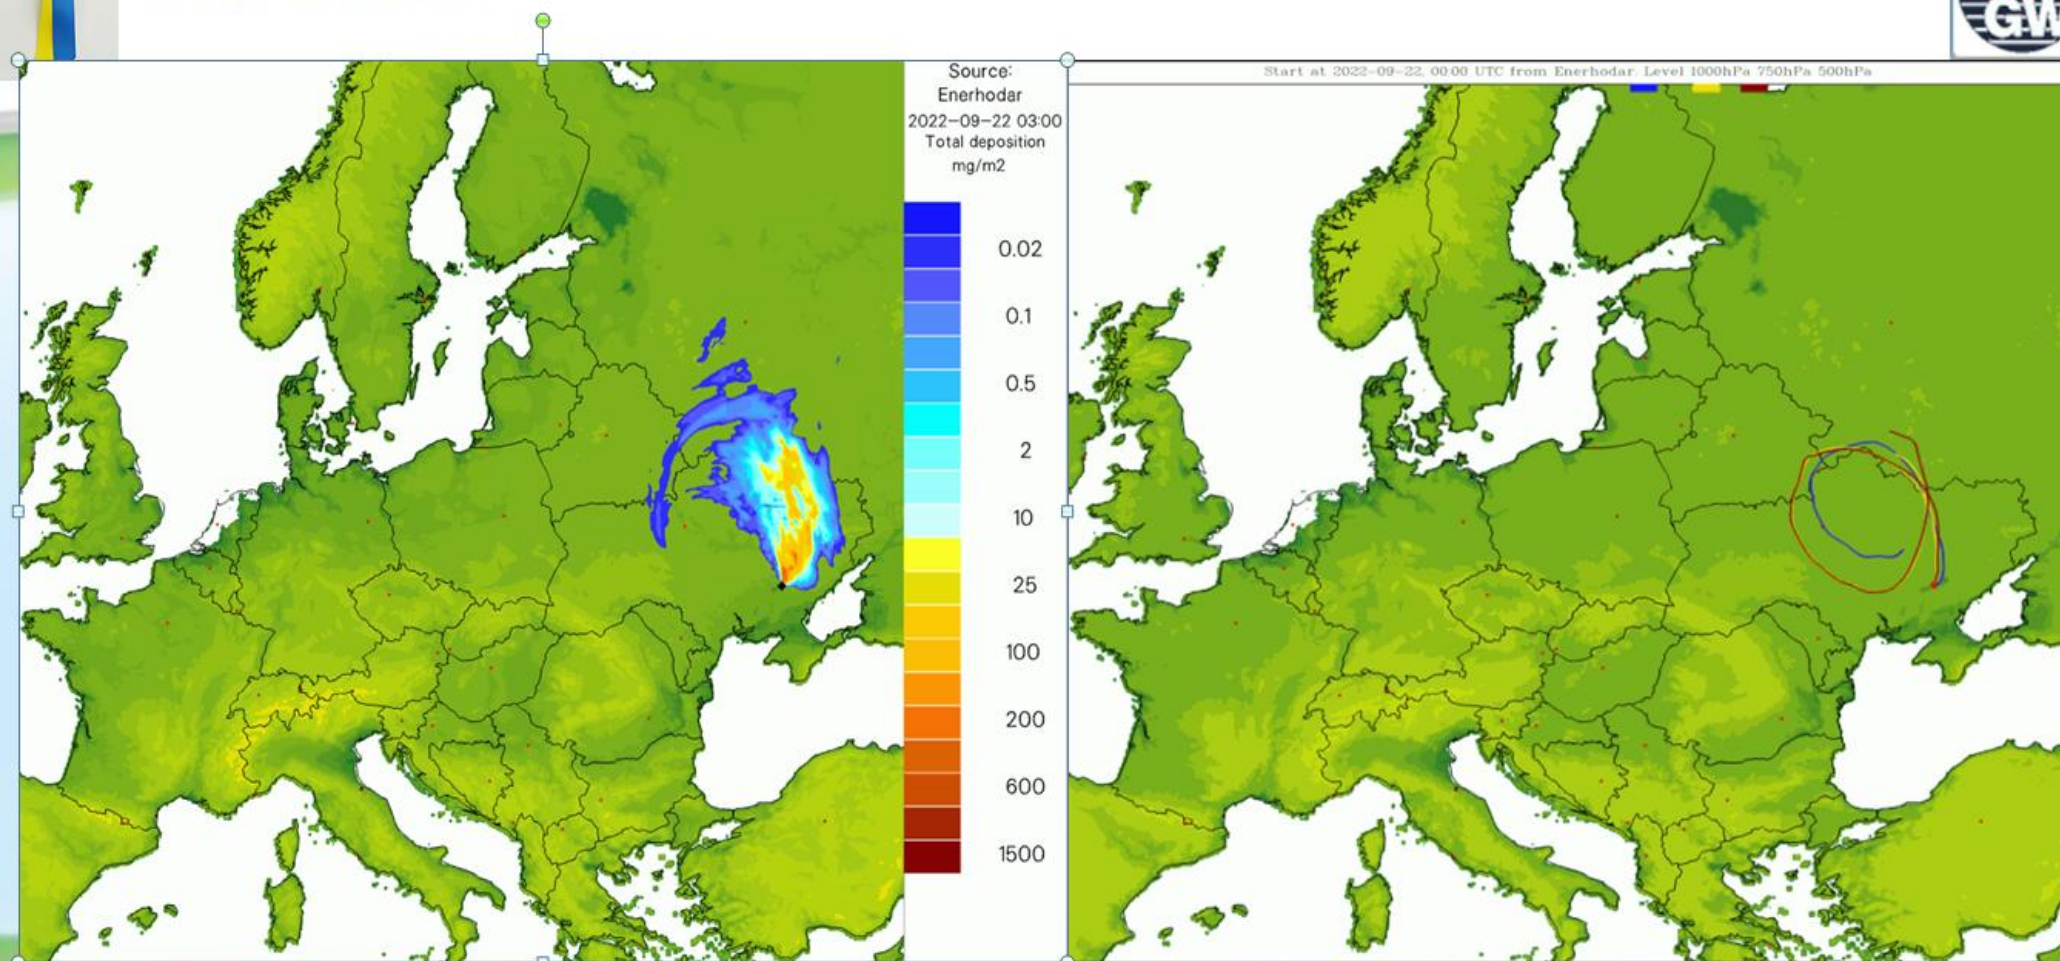 GW
Source:
Enerhodar
2022-09-22 03:00
Total deposition
mg/m2
0.02
0.1
0.5
2
10
25
100
200
600
1500
Start at 2022-09-22, 00:00 UTC from Enerhodar. Level 1000hPa 750hPa 500hPa